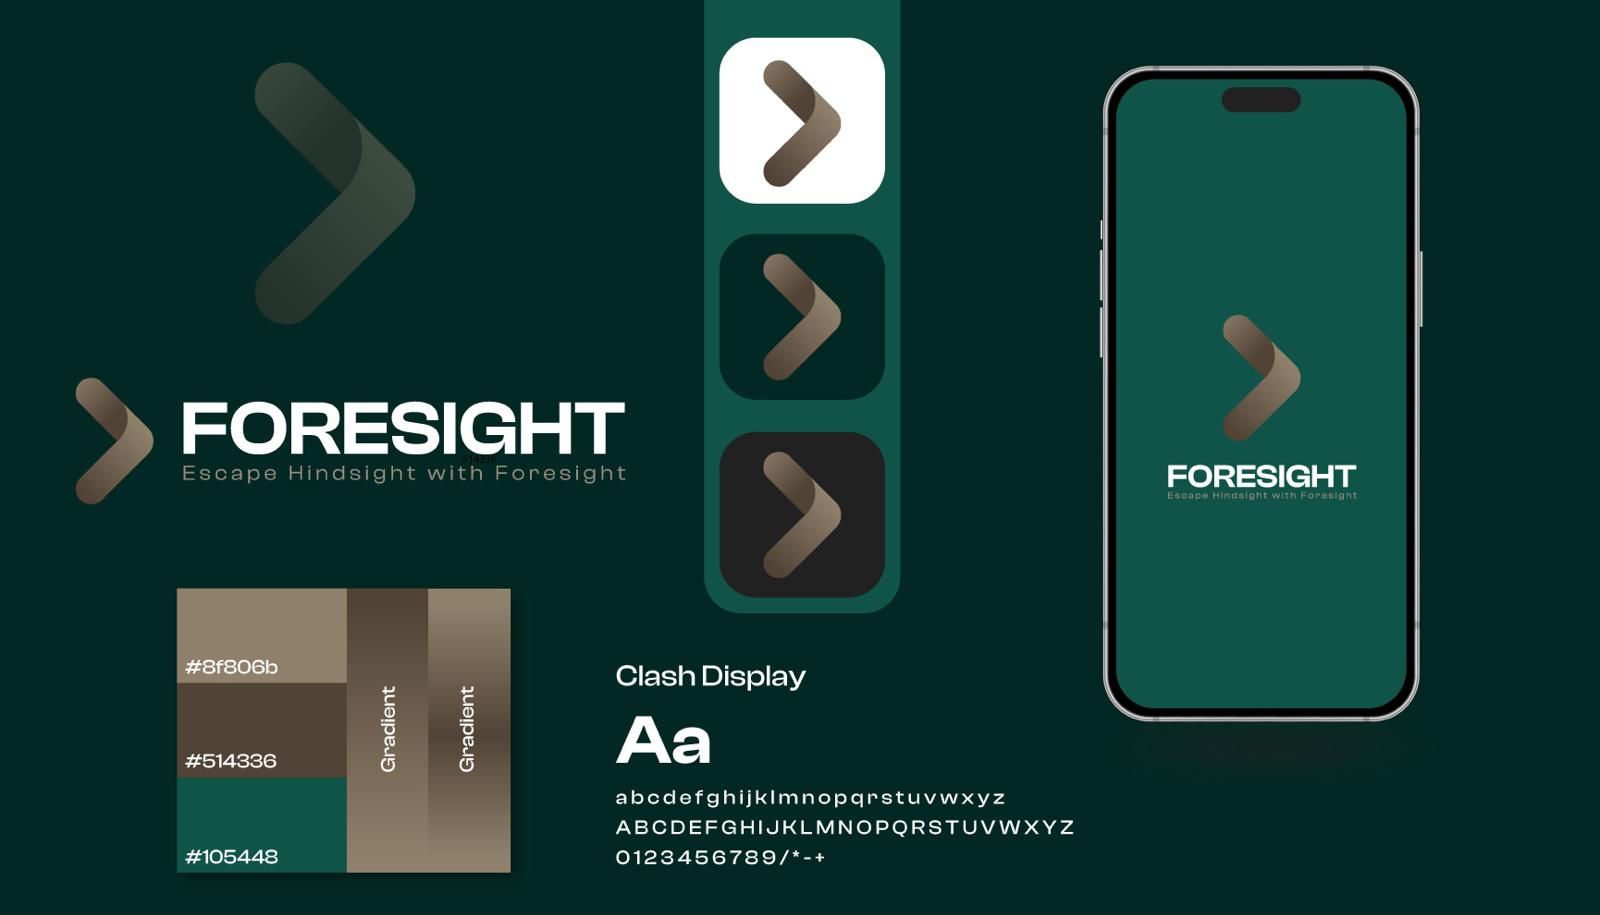 FORESIGHT
514336
Escape Hindsight with Foresight
#8f806b
#514336
#105448
Gradient
Gradient
Clash Display
Aa
abcdefghijklmnopqrstuvwxyz
ABCDEFGHIJKLMNOPQRSTUVWXYZ
0123456789/*-+
FORESIGHT
Escape Hindsight with Foresight